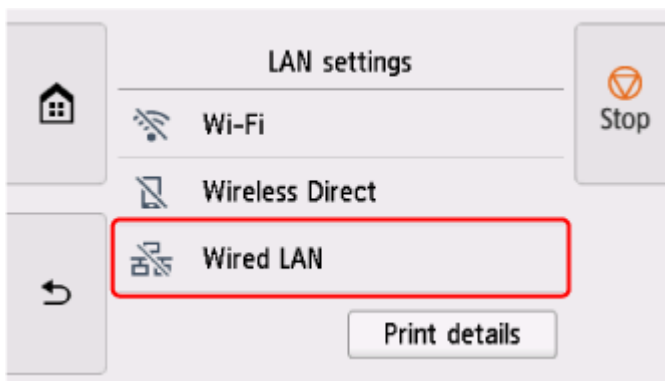 LAN settings
Wi-Fi
Stop
Wireless Direct
Wired LAN
Print details